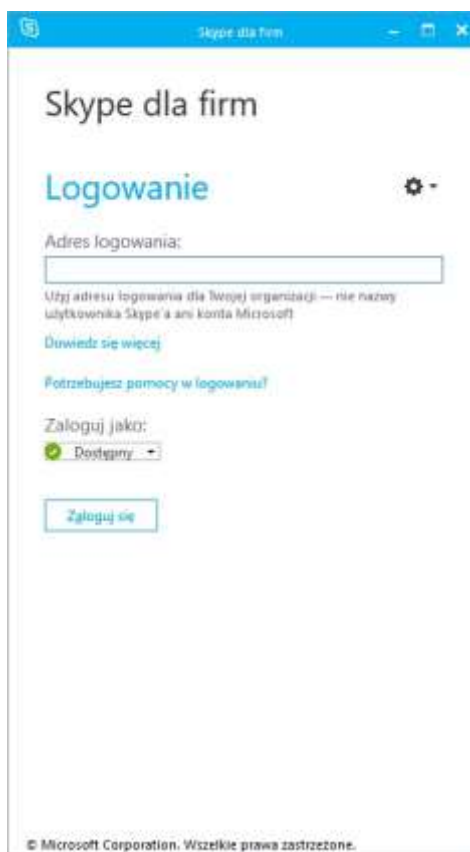 Skype dla firm
Skype dla firm
Logowanie
Adres logowania:
Użyj adresu logowania dla Twojej organizacji — nie nazwy
użytkownika Skype'a ani konta Microsoft
Dowiedz się więcej
Potrzebujesz pomocy w logowaniu?
Zaloguj jako:
Dostępny
Zaloguj się
© Microsoft Corporation. Wszelkie prawa zastrzeżone.